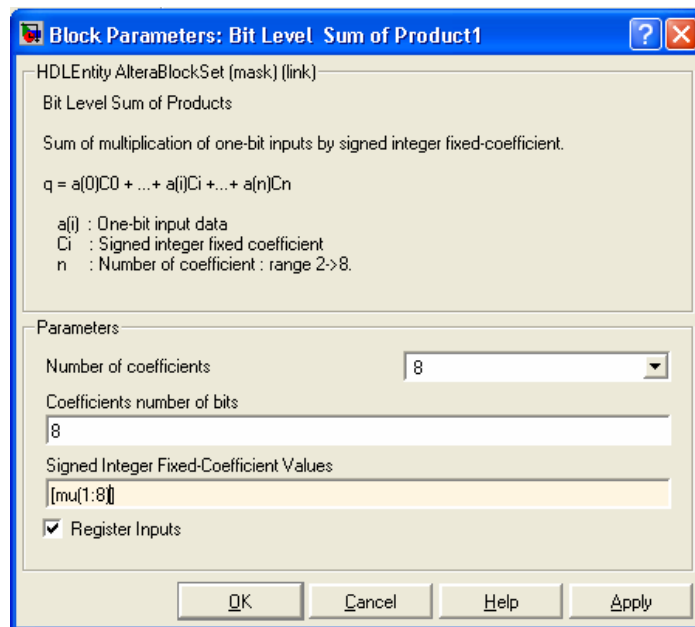 Block Parameters: Bit Level Sum of Product1
HDLEntity AlteraBlockSet (mask) (link)
Bit Level Sum of Products
Sum of multiplication of one-bit inputs by signed integer fixed-coefficient.
q = a(0)C0 + ...+ a(i)Ci +...+ a(n)Cn
a(i) : One-bit input data
Ci : Signed integer fixed coefficient
n : Number of coefficient : range 2->8.
Parameters
Number of coefficients 8
Coefficients number of bits
8
Signed Integer Fixed-Coefficient Values
[mu(1:8)]
Register Inputs
OK Cancel Help Apply